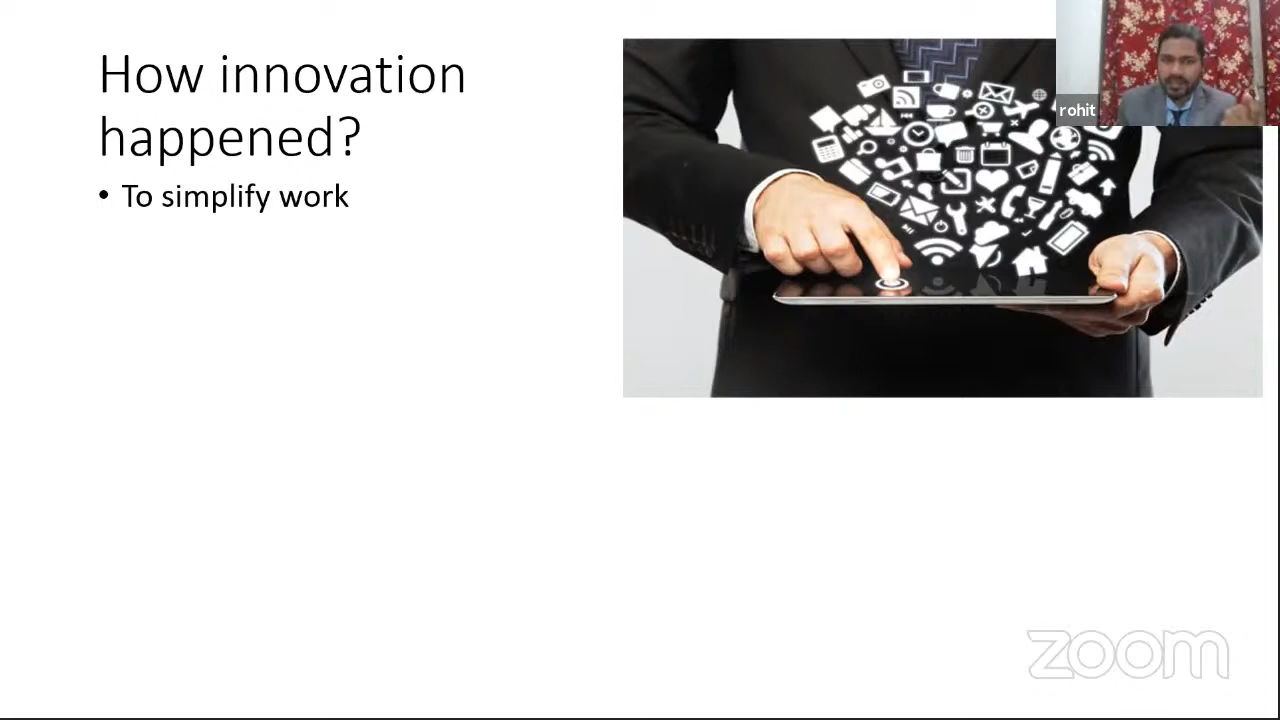 How innovation
happened?
• To simplify work
rohit
zoom